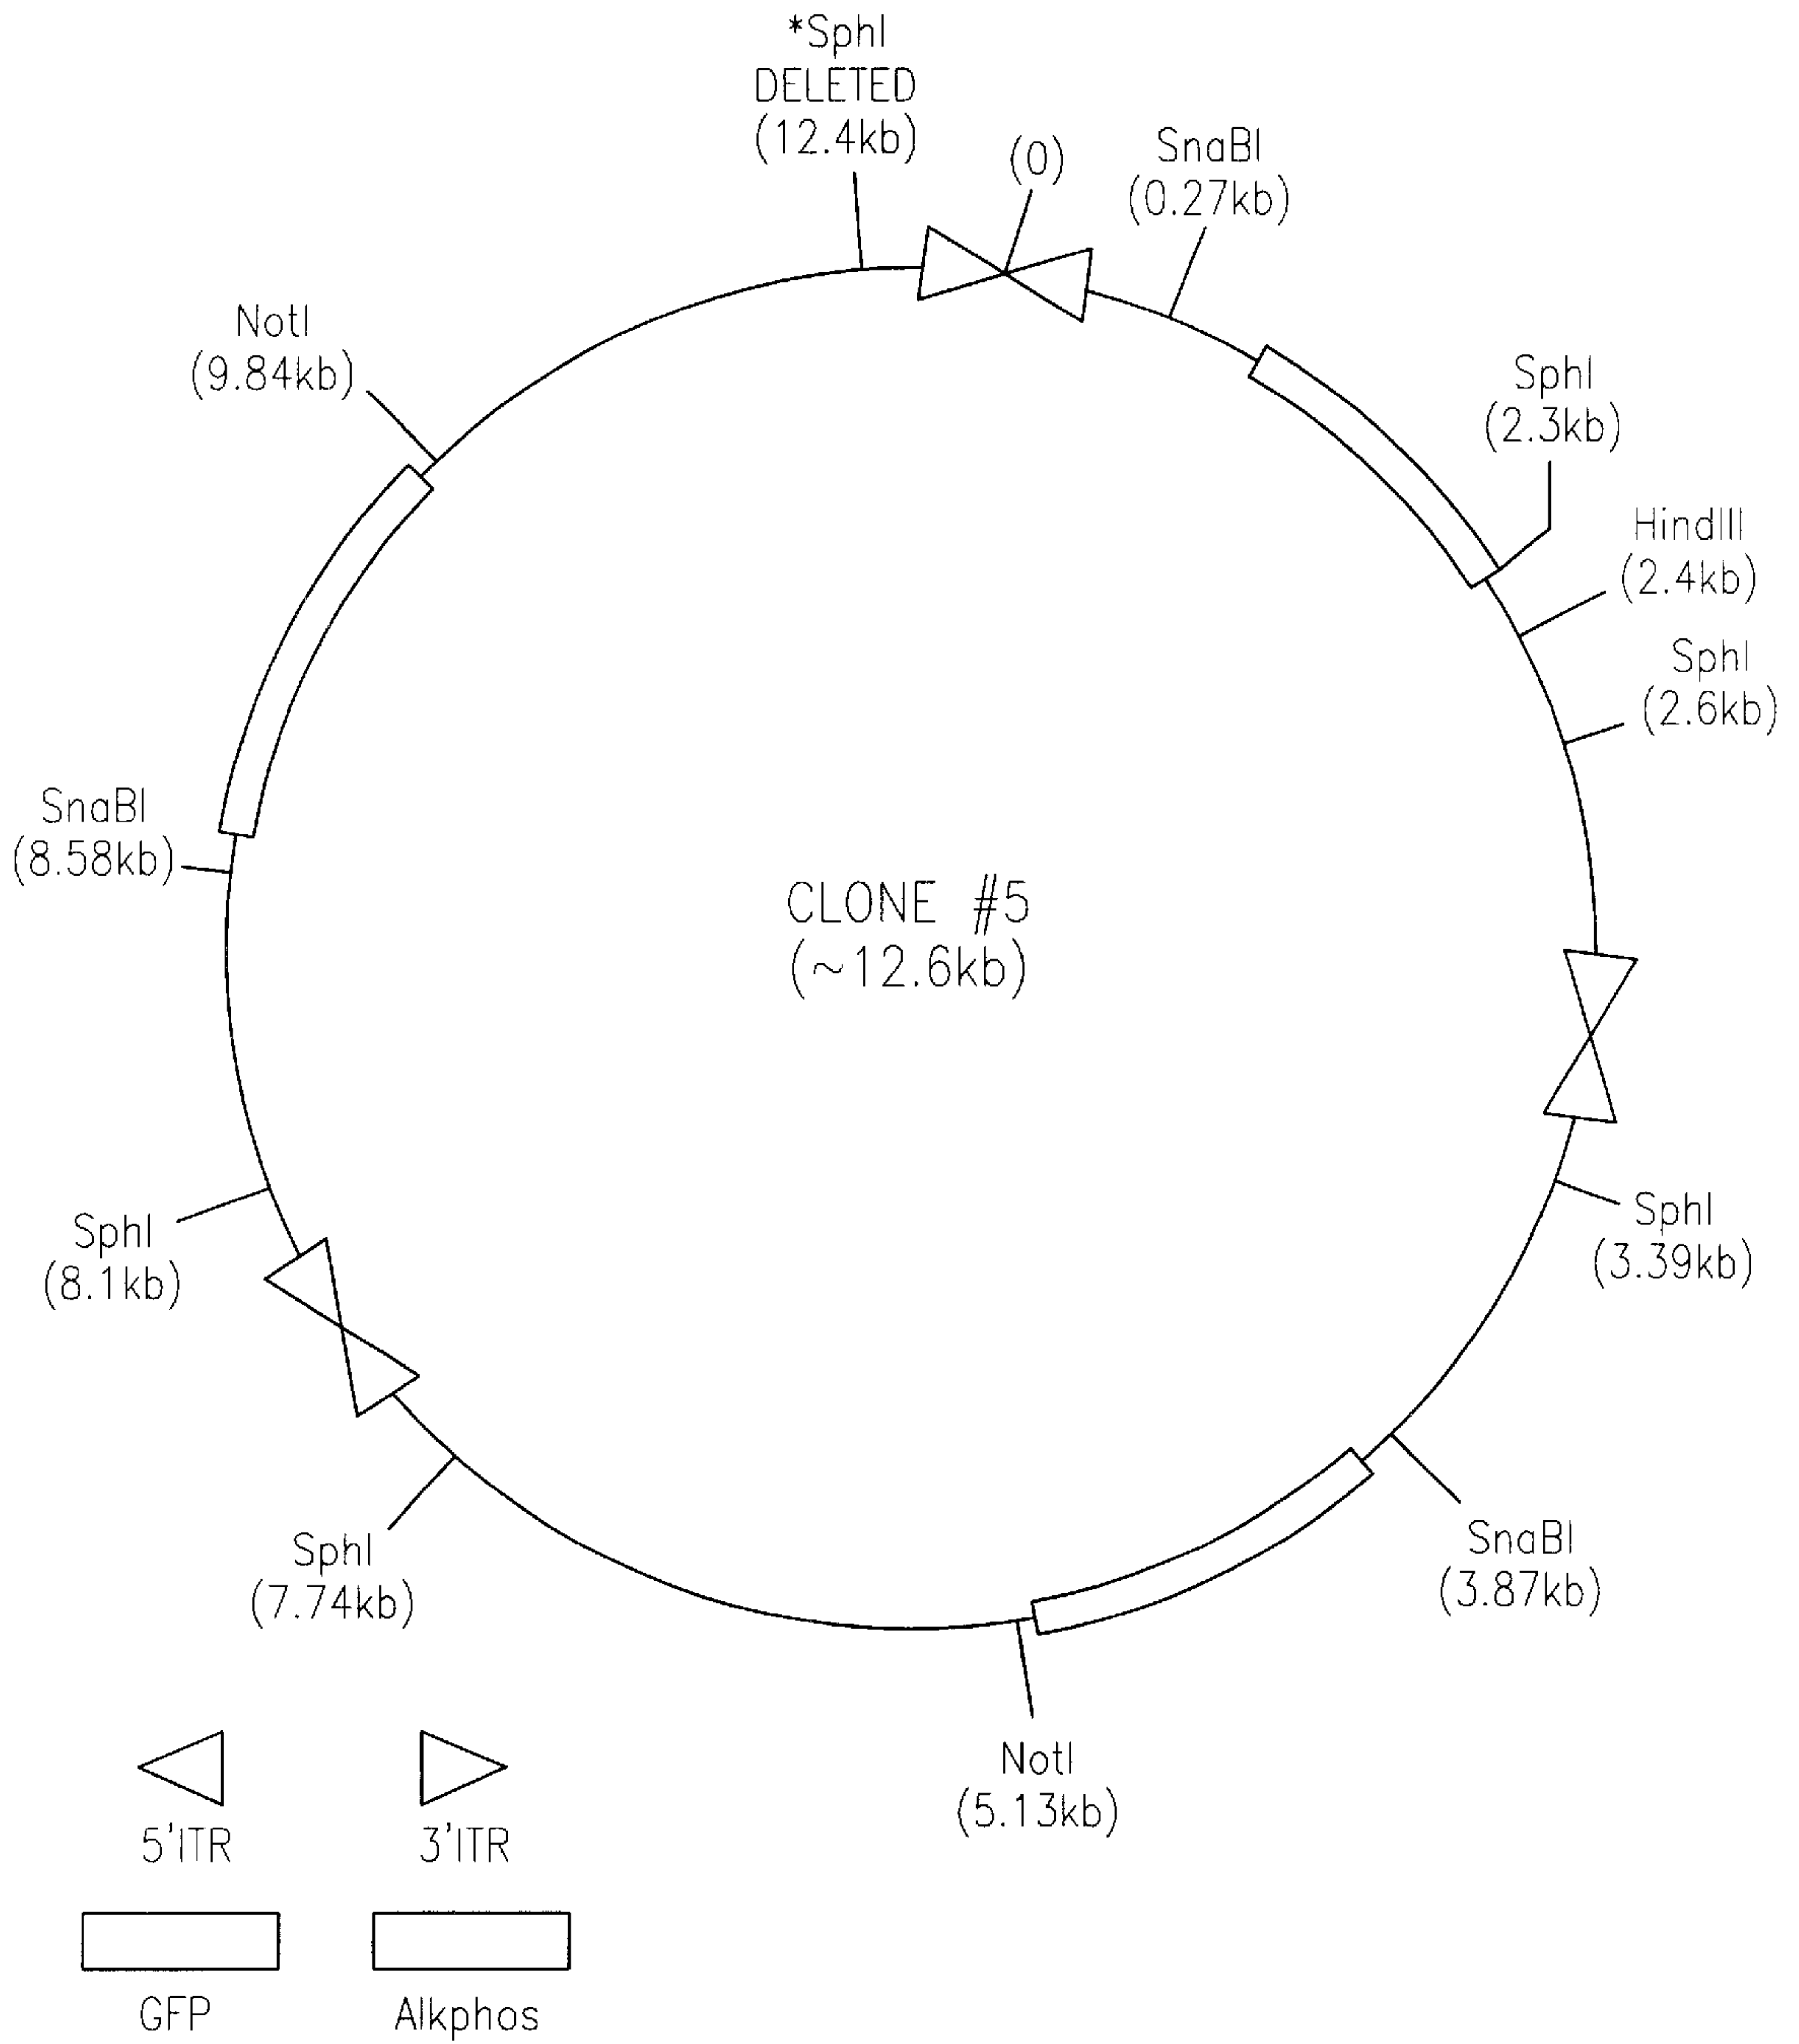 *SphI
DELETED
(12.4kb)
(0)
SnaBI
(0.27kb)
NotI
(9.84kb)
SphI
(2.3kb)
HindIII
(2.4kb)
SphI
(2.6kb)
SnaBI
(8.58kb)
CLONE #5
(~12.6kb)
SphI
(8.1kb)
SphI
(3.39kb)
SphI
(7.74kb)
SnaBI
(3.87kb)
NotI
(5.13kb)
5'ITR
3'ITR
GFP
Alkphos